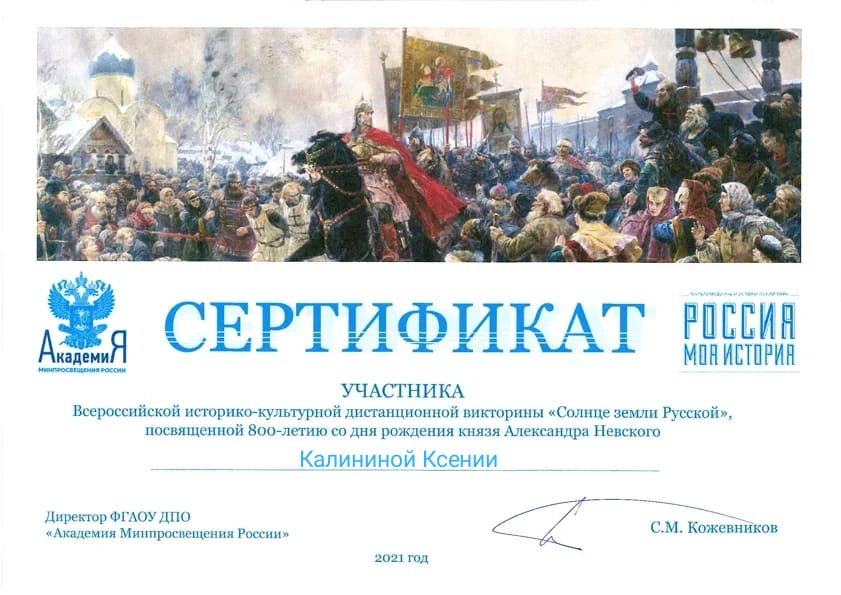 АкадемиЯ
МИНПРОСВЕЩЕНИЯ РОССИИ
СЕРТИФИКАТ
РОССИЯ
МОЯ ИСТОРИЯ
УЧАСТНИКА
Всероссийской историко-культурной дистанционной викторины «Солнце земли Русской»,
посвященной 800-летию со дня рождения князя Александра Невского
Калининой Ксении
Директор ФГАОУ ДПО
«Академия Минпросвещения России»
С.М. Кожевников
2021 год